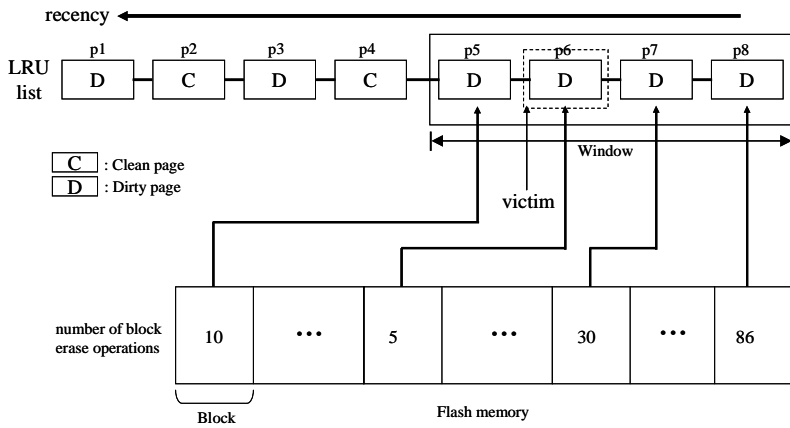 recency
p1 p2 p3 p4 p5 p6 p7 p8
LRU
list
D C D C D D D D
Window
C : Clean page
D : Dirty page
victim
number of block
erase operations
10 ••• 5 ••• 30 ••• 86
Block
Flash memory